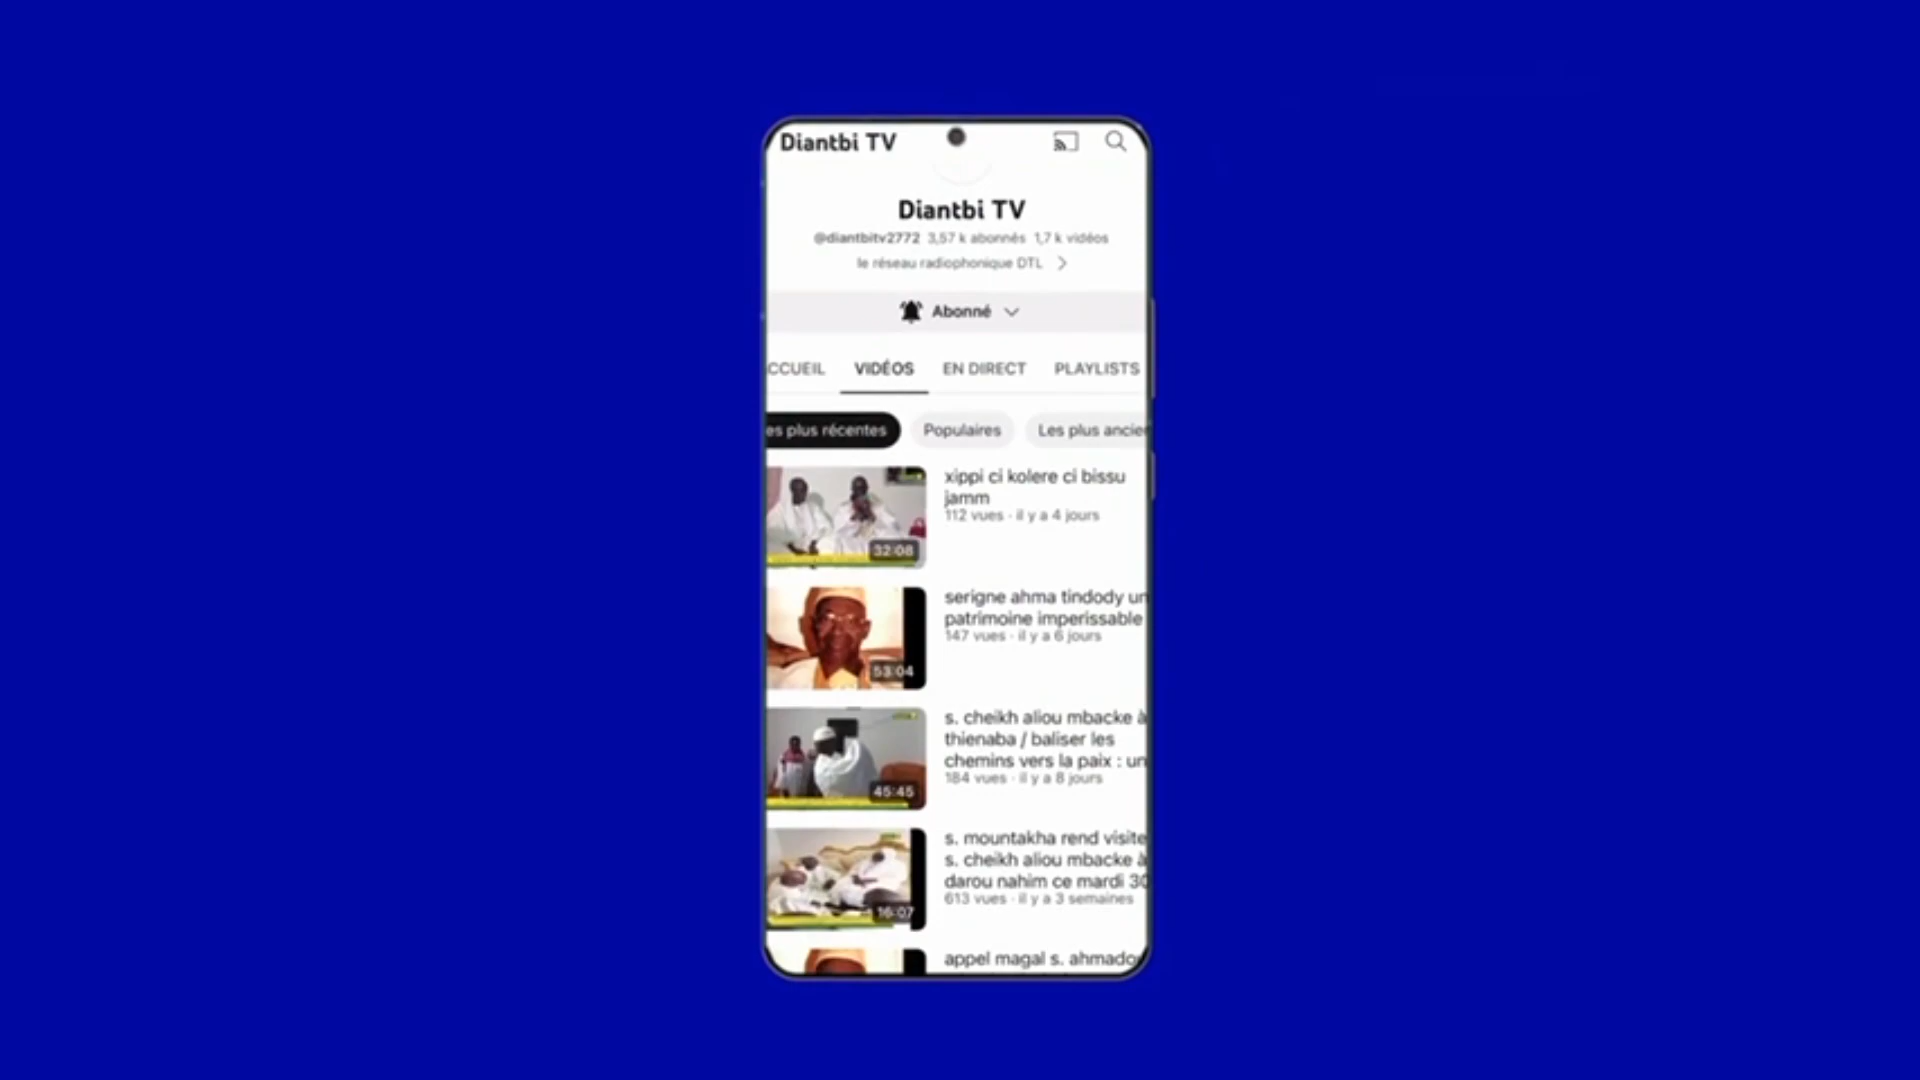 Diantbi TV
Diantbi TV
@diantbitv2772 3,57 k abonnés 1,7 k vidéos
le réseau radiophonique DTL
Abonné
CCUEIL VIDÉOS EN DIRECT PLAYLISTS
es plus récentes Populaires Les plus ancien
xippi ci kolere ci bissu
jamm
112 vues · il y a 4 jours
32:08
serigne ahma tindody un
patrimoine imperissable
147 vues · il y a 6 jours
53:04
s. cheikh aliou mbacke à
thienaba / baliser les
chemins vers la paix : un
184 vues · il y a 8 jours
45:45
s. mountakha rend visite
s. cheikh aliou mbacke à
darou nahim ce mardi 30
613 vues · il y a 3 semaines
16:07
appel magal s. ahmado